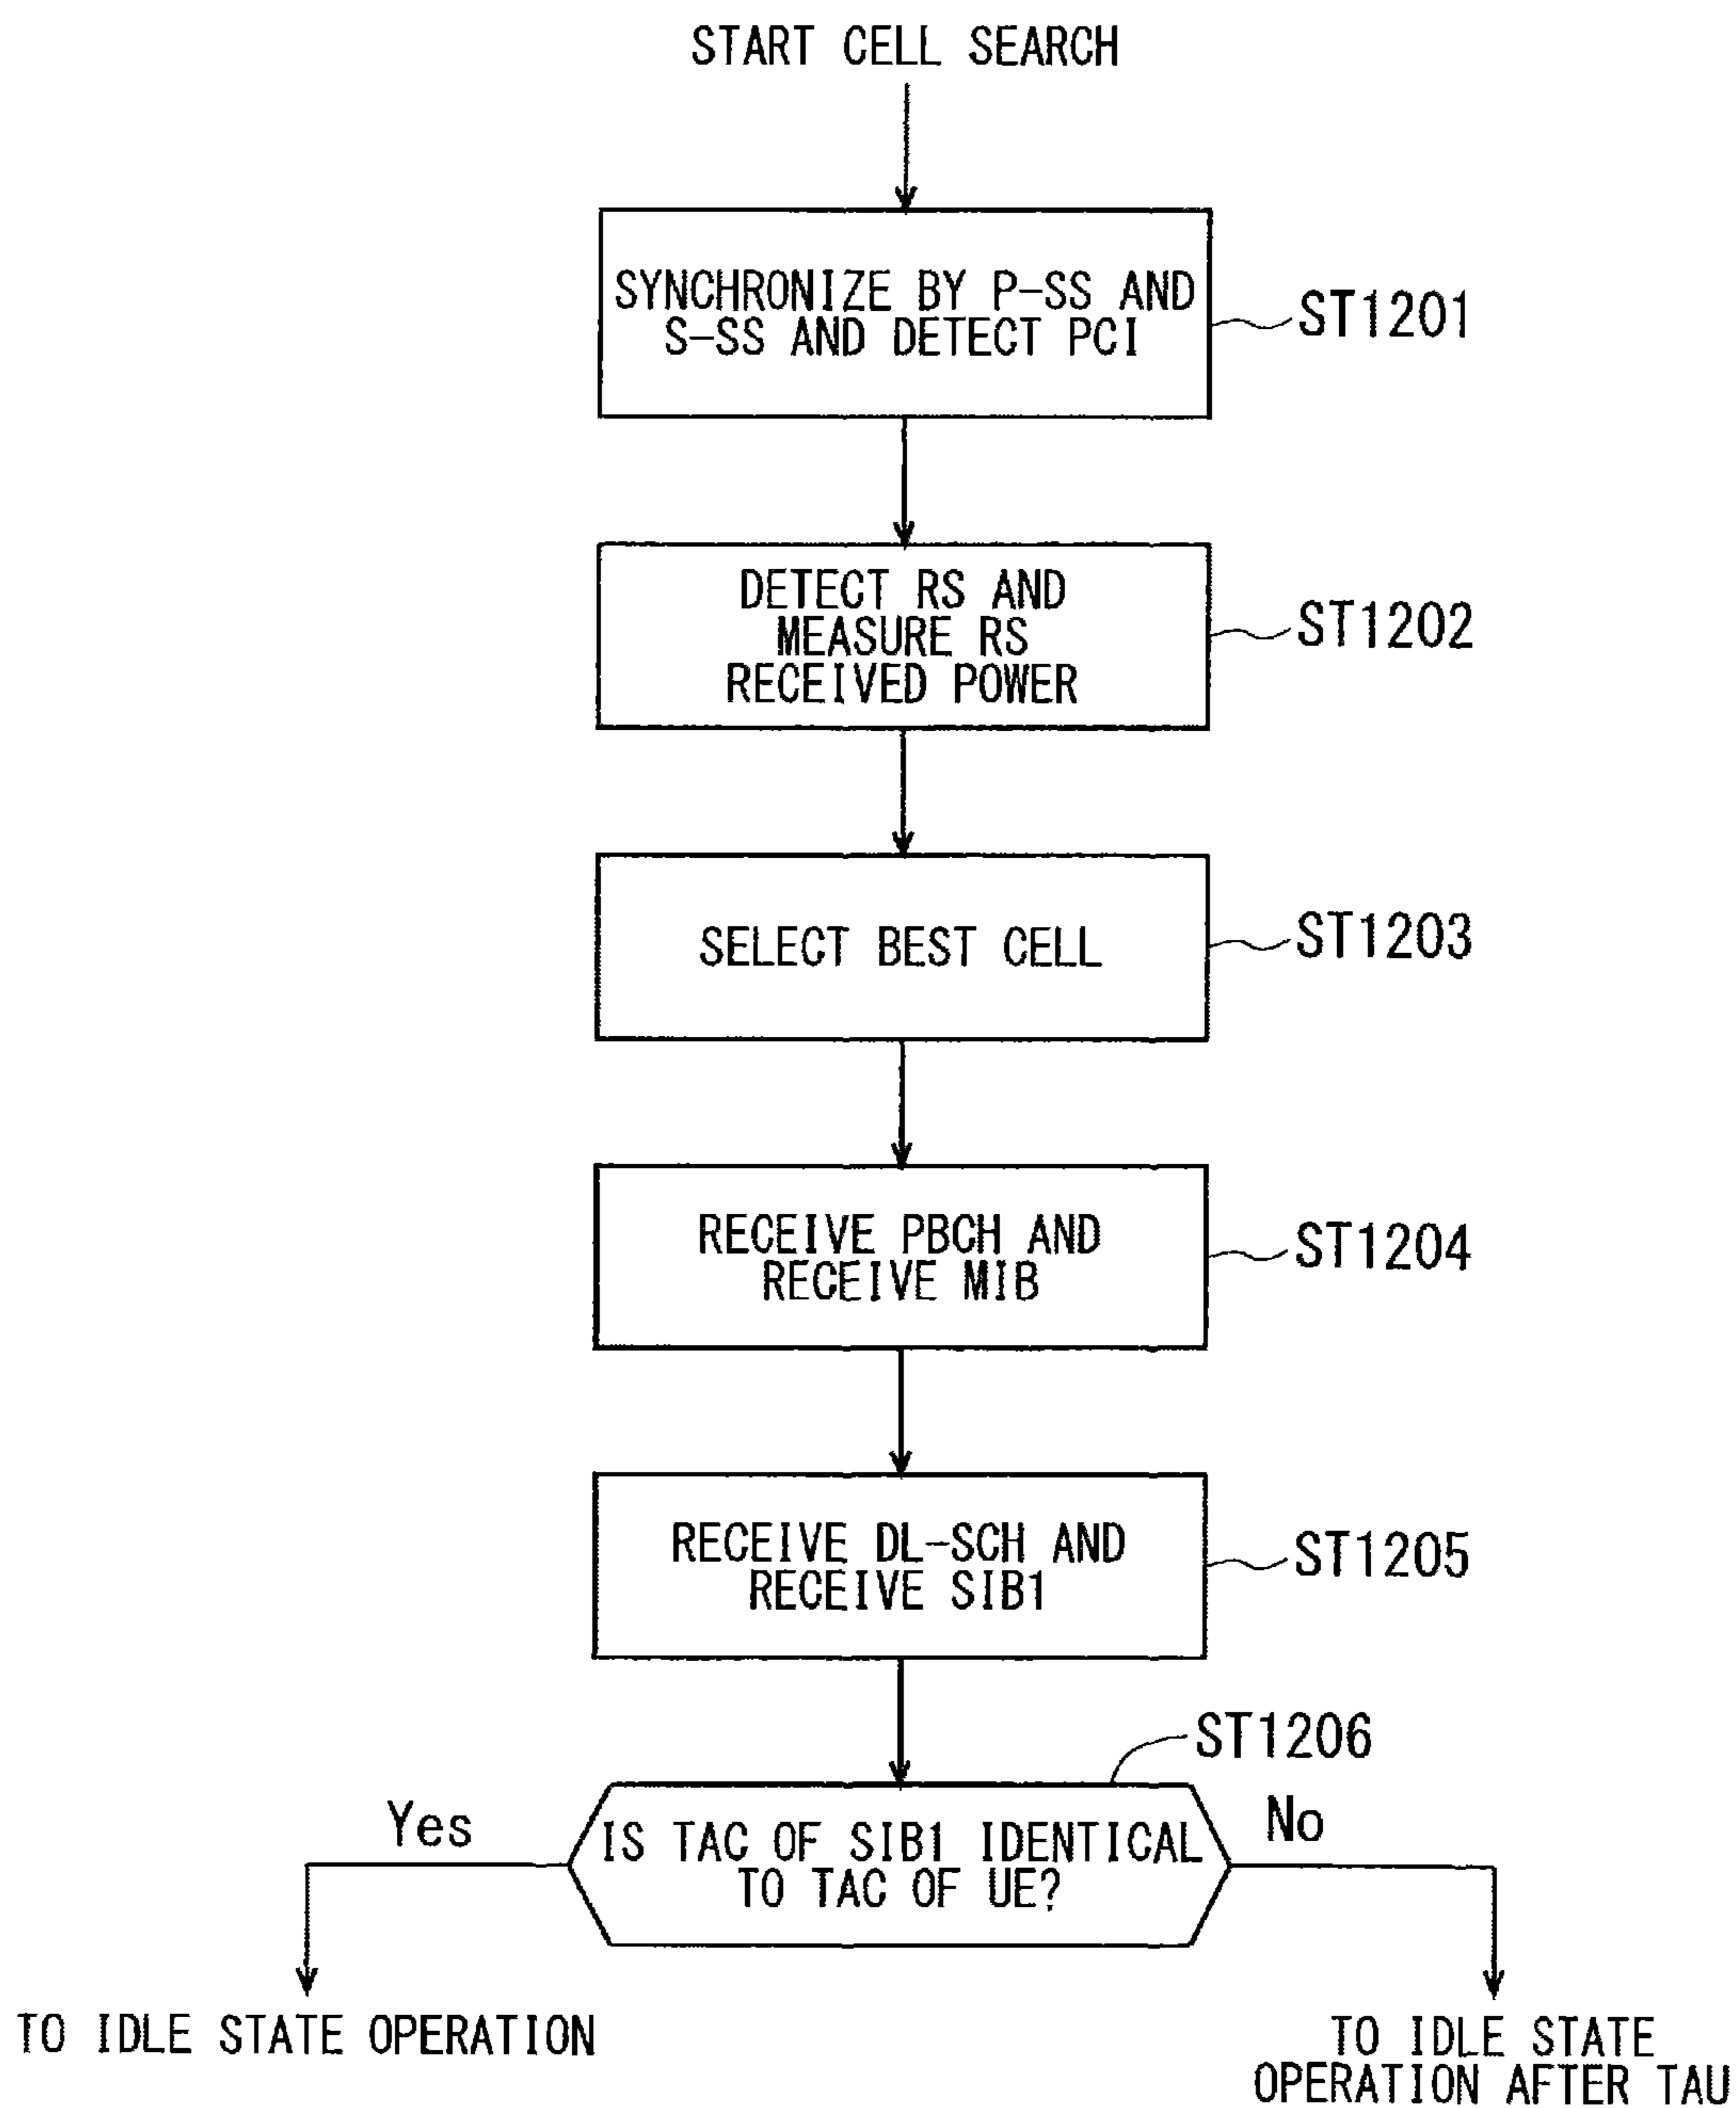 START CELL SEARCH
SYNCHRONIZE BY P-SS AND
S-SS AND DETECT PCI
ST1201
DETECT RS AND
MEASURE RS
RECEIVED POWER
ST1202
SELECT BEST CELL
ST1203
RECEIVE PBCH AND
RECEIVE MIB
ST1204
RECEIVE DL-SCH AND
RECEIVE SIB1
ST1205
ST1206
Yes
IS TAC OF SIB1 IDENTICAL
TO TAC OF UE?
No
TO IDLE STATE OPERATION
TO IDLE STATE
OPERATION AFTER TAU